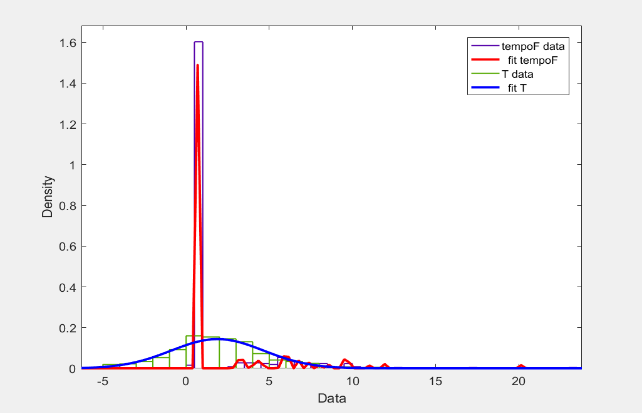 1.6
1.4
1.2
1
0.8
0.6
0.4
0.2
0
-5
0
5
10
15
20
Density
Data
tempoF data
fit tempoF
T data
fit T